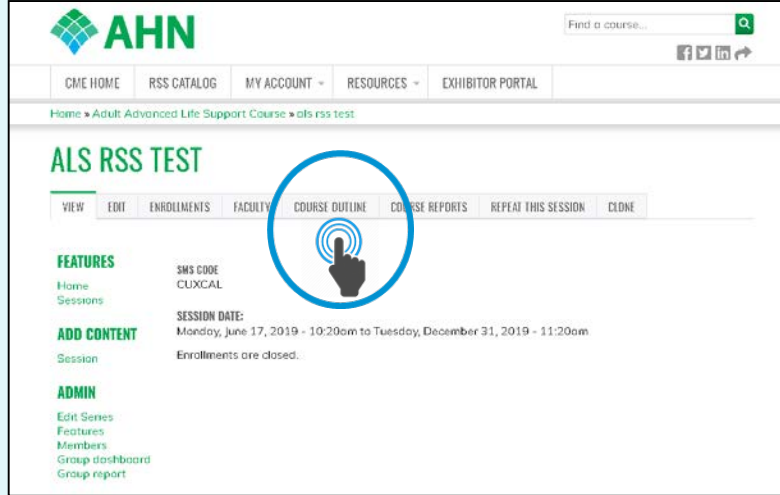 AHN
Find a course...
CME HOME RSS CATALOG MY ACCOUNT RESOURCES EXHIBITOR PORTAL
Home » Adult Advanced Life Support Course » als rss test
ALS RSS TEST
VIEW EDIT ENROLLMENTS FACULTY COURSE OUTLINE COURSE REPORTS REPEAT THIS SESSION CLONE
FEATURES
Home
Sessions
ADD CONTENT
Session
ADMIN
Edit Series
Features
Members
Group dashboard
Group report
SMS CODE
CUXCAL
SESSION DATE:
Monday, June 17, 2019 - 10:20am to Tuesday, December 31, 2019 - 11:20am
Enrollments are closed.